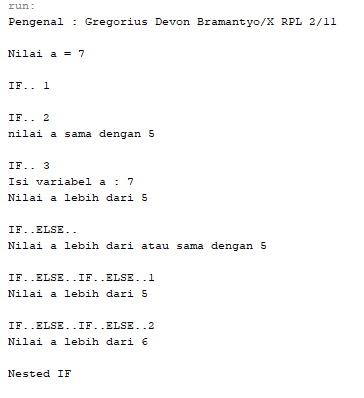 run:
Pengenal : Gregorius Devon Bramantyo/X RPL 2/11
Nilai a = 7
IF.. 1
IF.. 2
nilai a sama dengan 5
IF.. 3
Isi variabel a : 7
Nilai a lebih dari 5
IF..ELSE..
Nilai a lebih dari atau sama dengan 5
IF..ELSE..IF..ELSE..1
Nilai a lebih dari 5
IF..ELSE..IF..ELSE..2
Nilai a lebih dari 6
Nested IF